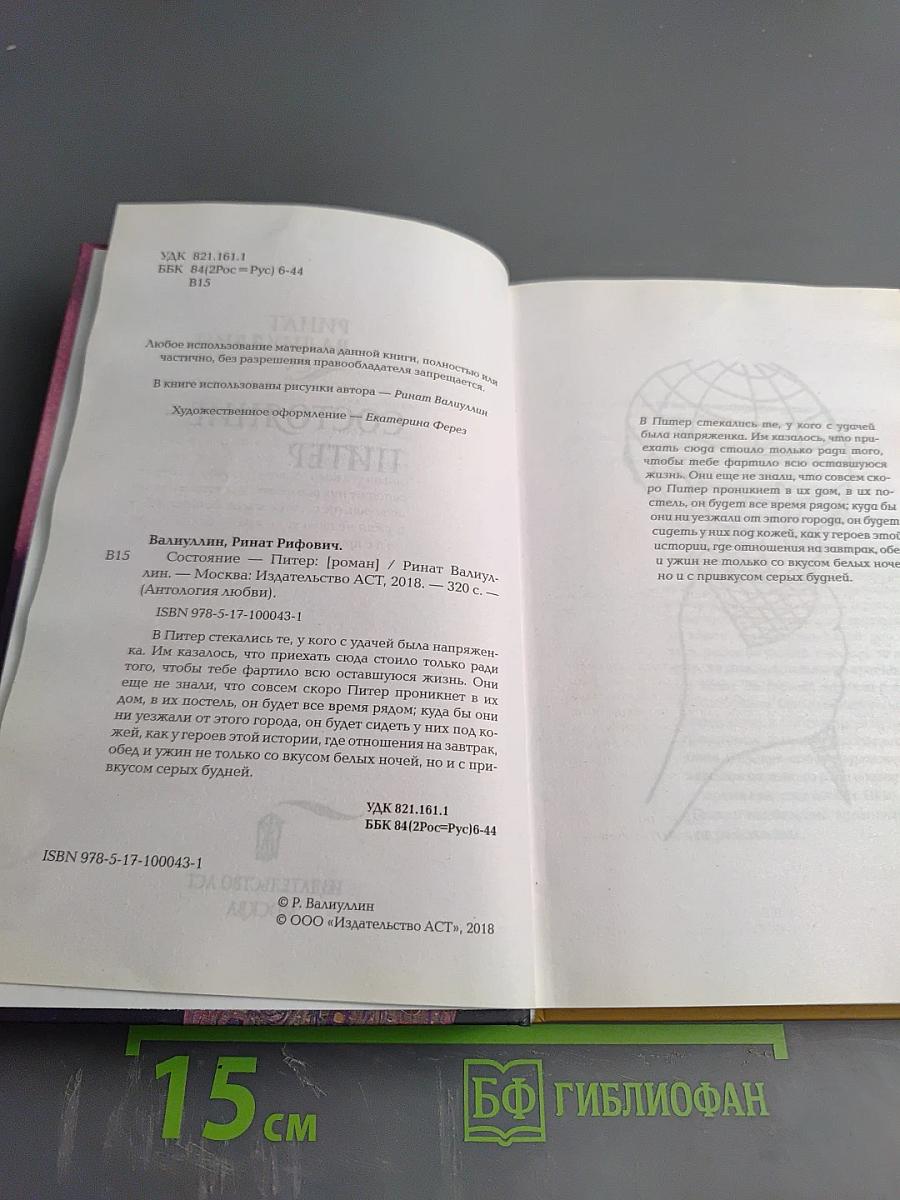 УДК 821.161.1
ББК 84(2Рос=Рус) 6-44
В15
РИНАТ
ВАЛИУЛЛИН
СОСТОЯНИЕ
ПИТЕР
Любое использование материала данной книги, полностью или
частично, без разрешения правообладателя запрещается.
В книге использованы рисунки автора — Ринат Валиуллин
Художественное оформление — Екатерина Ферез
Валиуллин, Ринат Рифович.
В15 Состояние — Питер: [роман] / Ринат Валиул-
лин. — Москва: Издательство АСТ, 2018. — 320 с. —
(Антология любви).
ISBN 978-5-17-100043-1
В Питер стекались те, у кого с удачей была напряжен-
ка. Им казалось, что приехать сюда стоило только ради
того, чтобы тебе фартило всю оставшуюся жизнь. Они
еще не знали, что совсем скоро Питер проникнет в их
дом, в их постель, он будет все время рядом; куда бы они
ни уезжали от этого города, он будет сидеть у них под ко-
жей, как у героев этой истории, где отношения на завтрак,
обед и ужин не только со вкусом белых ночей, но и с при-
вкусом серых будней.
УДК 821.161.1
ББК 84(2Рос=Рус)6-44
ISBN 978-5-17-100043-1
ИЗДАТЕЛЬСТВО АСТ
МОСКВА
© Р. Валиуллин
© ООО «Издательство АСТ», 2018
В Питер стекались те, у кого с удачей
была напряженка. Им казалось, что при-
ехать сюда стоило только ради того,
чтобы тебе фартило всю оставшуюся
жизнь. Они еще не знали, что совсем ско-
ро Питер проникнет в их дом, в их по-
стель, он будет все время рядом; куда бы
они ни уезжали от этого города, он будет
сидеть у них под кожей, как у героев этой
истории, где отношения на завтрак, обе
и ужин не только со вкусом белых ноче
но и с привкусом серых будней.
15 см
БФ ГИБЛИОФАН